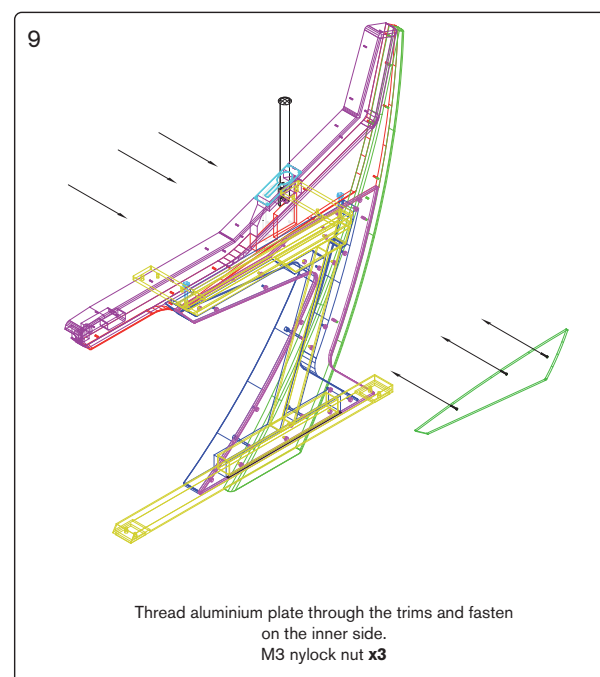 9
Thread aluminium plate through the trims and fasten
on the inner side.
M3 nylock nut x3